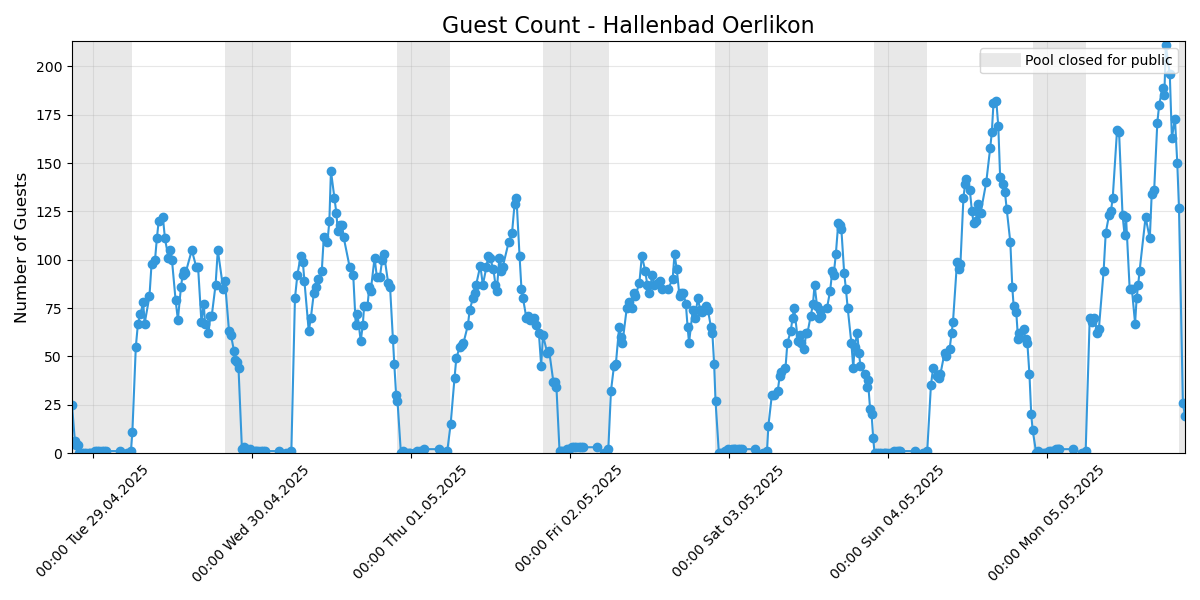 Guest Count - Hallenbad Oerlikon
Pool closed for public
Number of Guests
200
175
150
125
100
75
50
25
0
00:00 Tue 29.04.2025
00:00 Wed 30.04.2025
00:00 Thu 01.05.2025
00:00 Fri 02.05.2025
00:00 Sat 03.05.2025
00:00 Sun 04.05.2025
00:00 Mon 05.05.2025